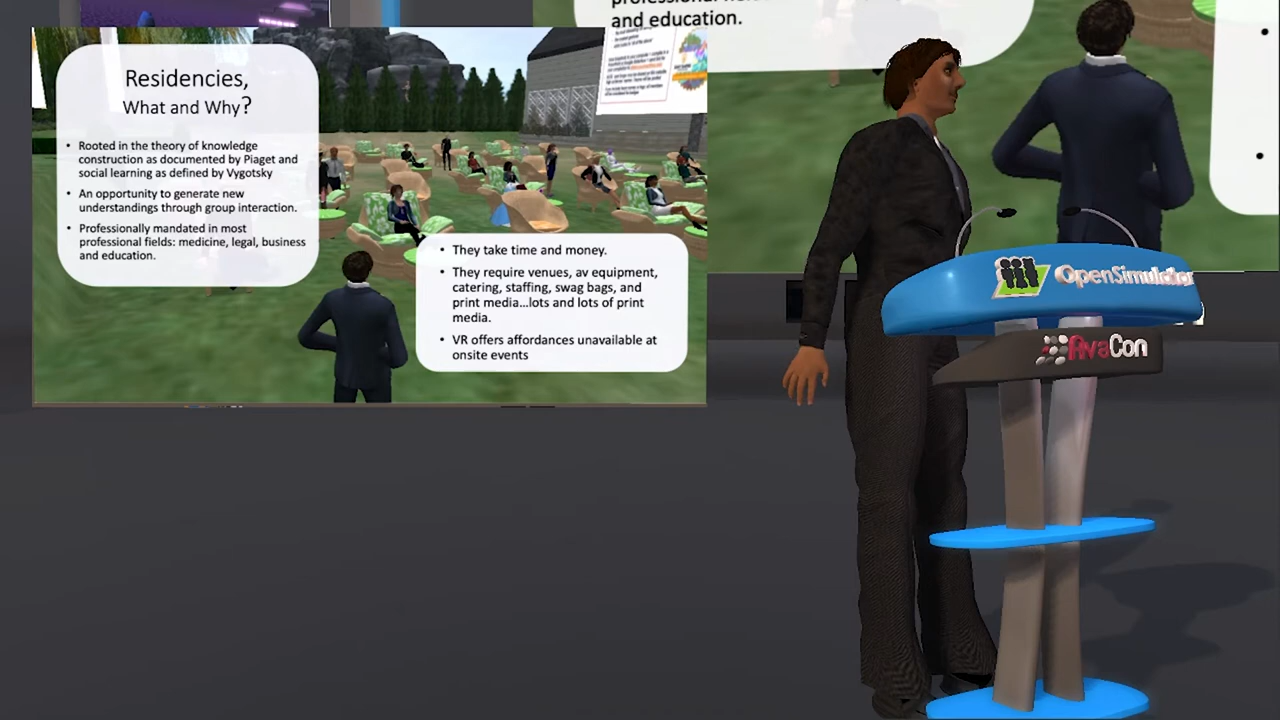 Residencies,
What and Why?
• Rooted in the theory of knowledge
construction as documented by Piaget and
social learning as defined by Vygotsky
• An opportunity to generate new
understandings through group interaction.
• Professionally mandated in most
professional fields: medicine, legal, business
and education.
• They take time and money.
• They require venues, av equipment,
catering, staffing, swag bags, and
print media...lots and lots of print
media.
• VR offers affordances unavailable at
onsite events
and education.
OpenSimulator
AvaCon